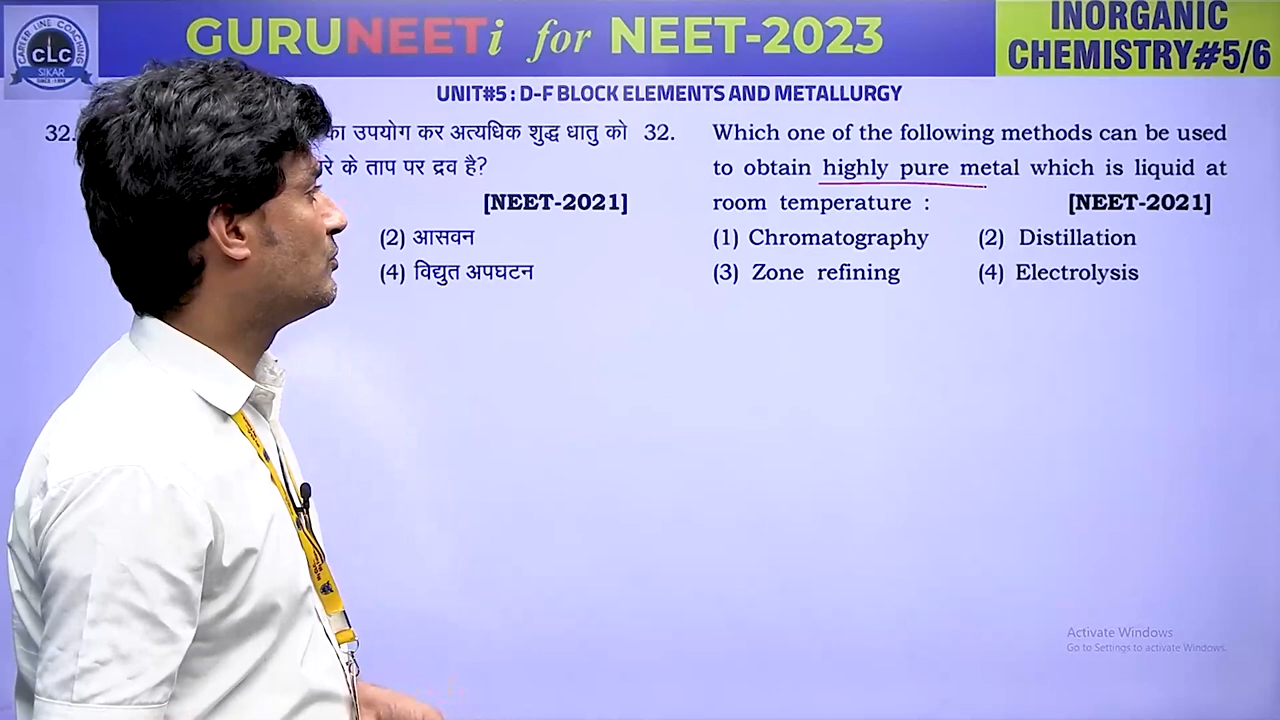 GURUNEETi for NEET-2023
INORGANIC
CHEMISTRY#5/6
CAREER LINE COACHING
CLC
SIKAR
UNIT#5 : D-F BLOCK ELEMENTS AND METALLURGY
32.
का उपयोग कर अत्यधिक शुद्ध धातु को
रे के ताप पर द्रव है?
[NEET-2021]
(2) आसवन
(4) विद्युत अपघटन
32. Which one of the following methods can be used
to obtain highly pure metal which is liquid at
room temperature : [NEET-2021]
(1) Chromatography (2) Distillation
(3) Zone refining (4) Electrolysis
Activate Windows
Go to Settings to activate Windows.